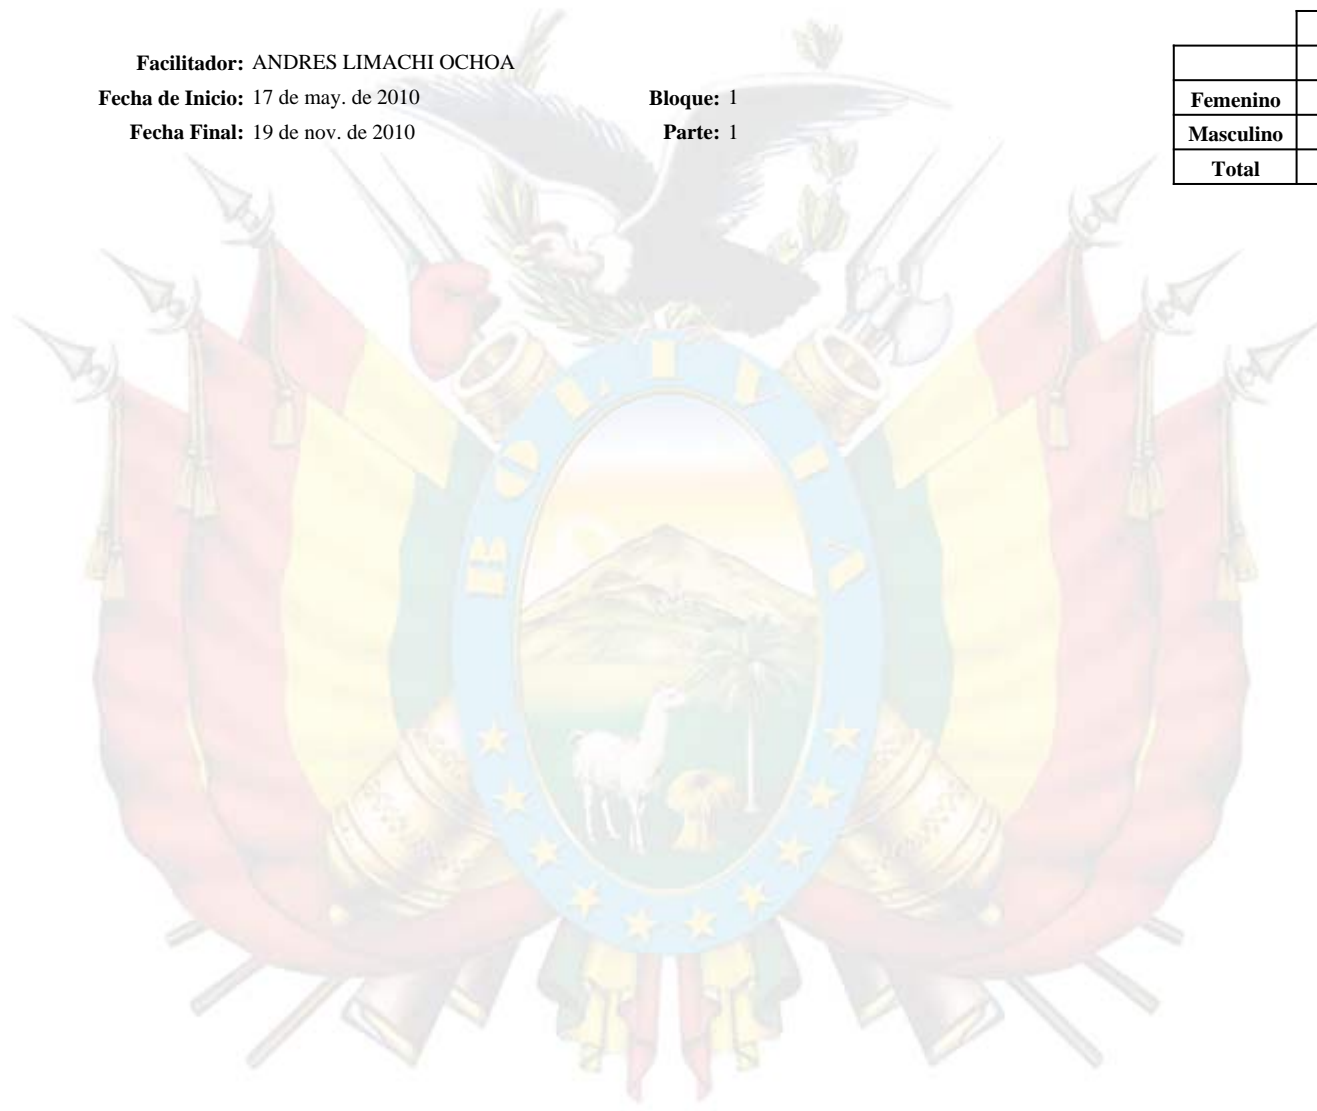 Facilitador: ANDRES LIMACHI OCHOA
Fecha de Inicio: 17 de may. de 2010 Bloque: 1
Fecha Final: 19 de nov. de 2010 Parte: 1
Femenino
Masculino
Total
BOLIVIA